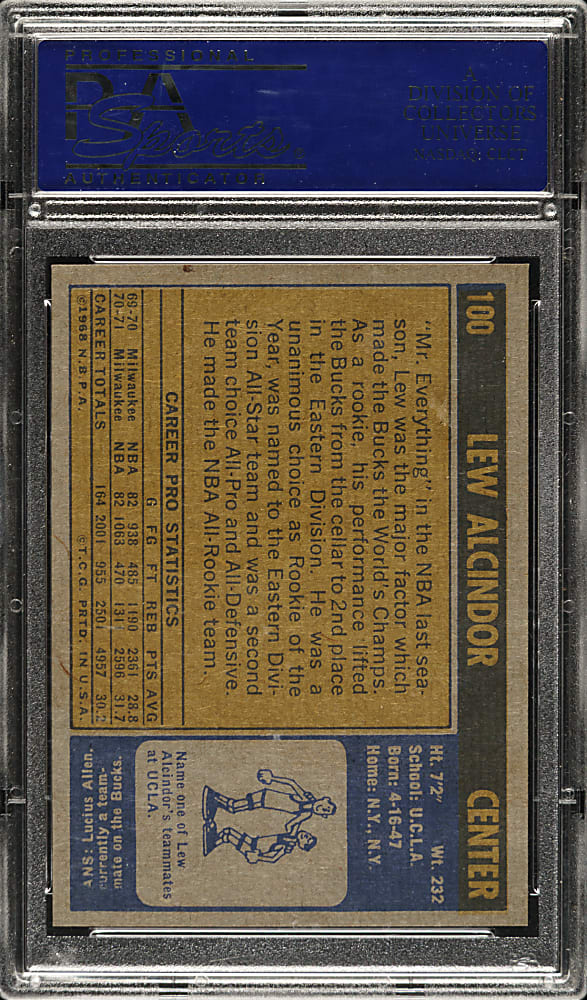 PROFESSIONAL
PSA
Sports
AUTHENTICATOR
A
DIVISION OF
COLLECTORS
UNIVERSE
NASDAQ: CLCT
100 LEW ALCINDOR CENTER
"Mr. Everything" in the NBA last sea-
son, Lew was the major factor which
made the Bucks the World's Champs.
As a rookie, his performance lifted
the Bucks from the cellar to 2nd place
in the Eastern Division. He was a
unanimous choice as Rookie of the
Year, was named to the Eastern Divi-
sion All-Star team and was a second
team choice All-Pro and All-Defensive.
He made the NBA All-Rookie team.
CAREER PRO STATISTICS
G FG FT REB PTS AVG
69-70 Milwaukee NBA 82 938 485 1190 2361 28.8
70-71 Milwaukee NBA 82 1063 470 1311 2596 31.7
CAREER TOTALS 164 2001 955 2501 4957 30.2
©1968 N.B.P.A. ©T.C.G. PRTD. IN U.S.A.
Ht. 7'2" Wt. 232
School: U.C.L.A.
Born: 4-16-47
Home: N.Y., N.Y.
Name one of Lew
Alcindor's teammates
at UCLA.
ANS: Lucius Allen,
currently a team-
mate on the Bucks.